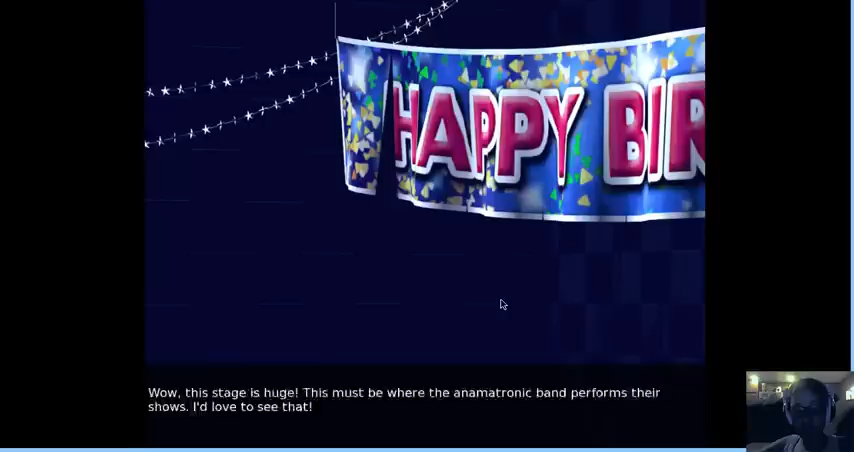 HAPPY BIR
Wow, this stage is huge! This must be where the anamatronic band performs their
shows. I'd love to see that!